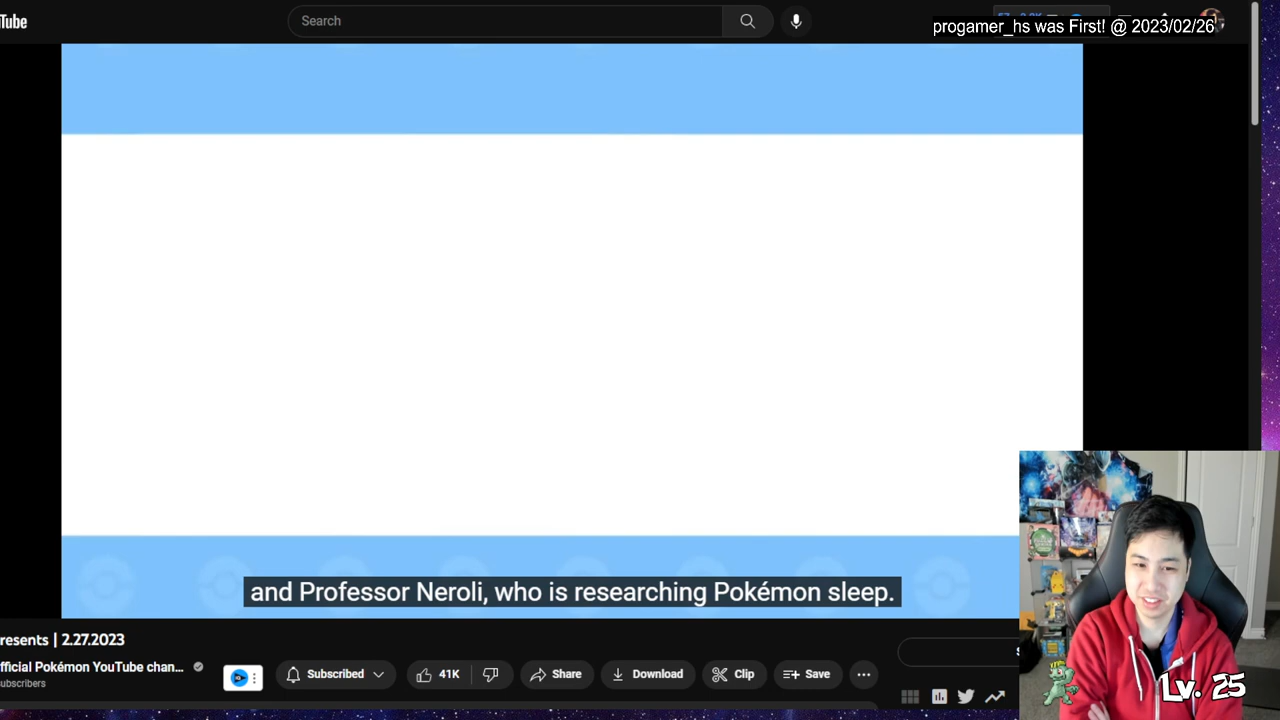 Tube
Search
progamer_hs was First! @ 2023/02/26
and Professor Neroli, who is researching Pokémon sleep.
resents | 2.27.2023
fficial Pokémon YouTube chan...
ubscribers
Subscribed
41K
Share
Download
Clip
Save
Lv. 25